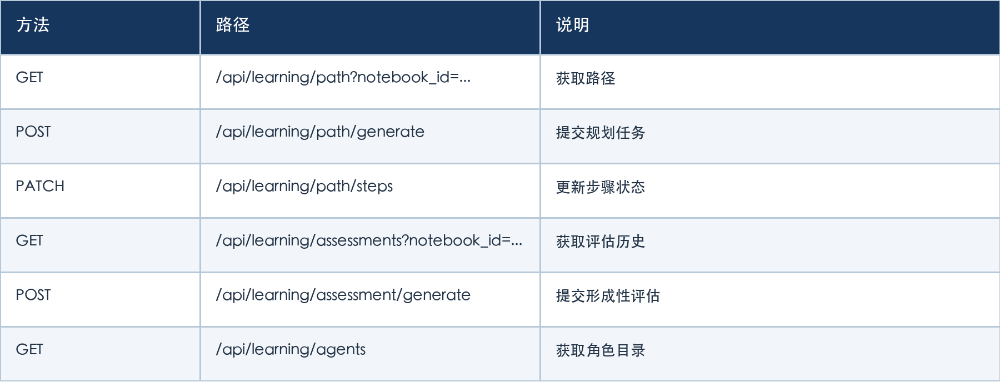 方法 路径 说明
GET /api/learning/path?notebook_id=... 获取路径
POST /api/learning/path/generate 提交规划任务
PATCH /api/learning/path/steps 更新步骤状态
GET /api/learning/assessments?notebook_id=... 获取评估历史
POST /api/learning/assessment/generate 提交形成性评估
GET /api/learning/agents 获取角色目录